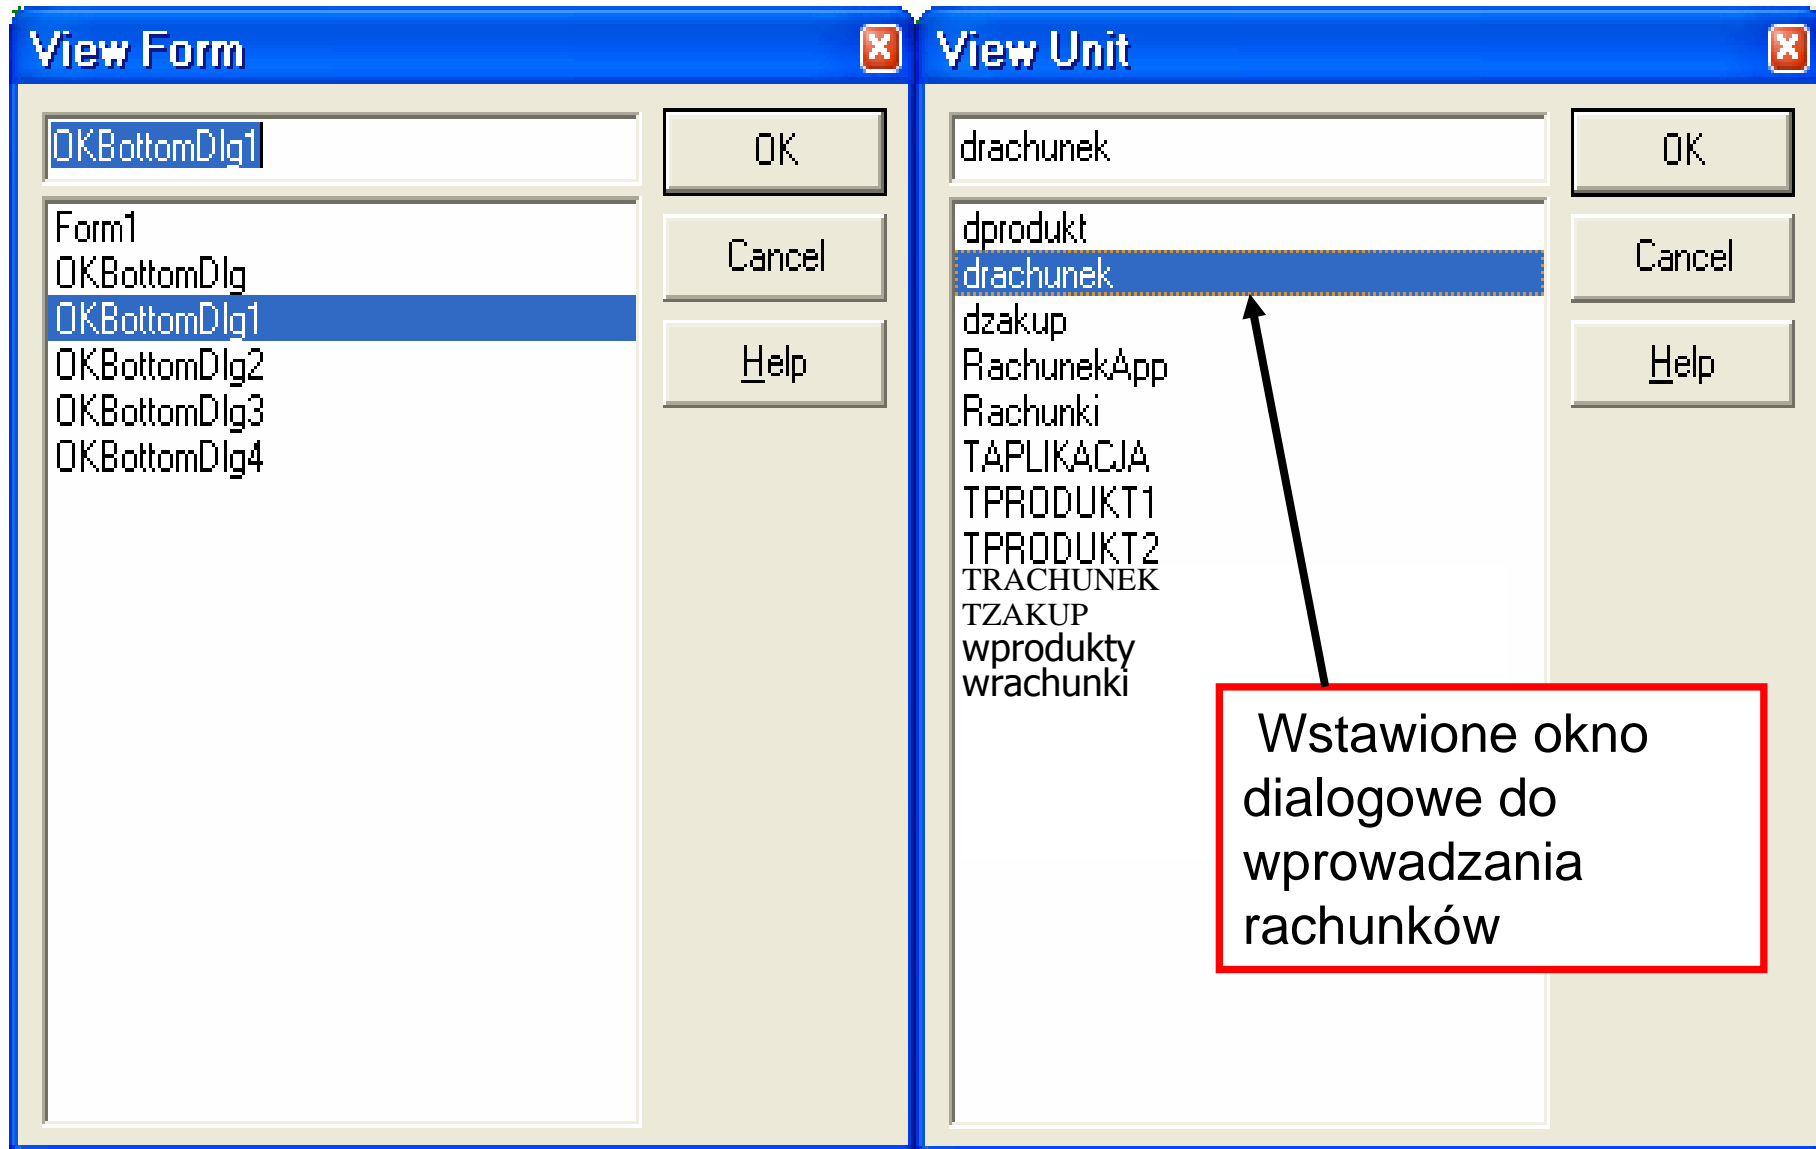 View Form
OKBottomDlg1
OK
Form1
OKBottomDlg
OKBottomDlg1
OKBottomDlg2
OKBottomDlg3
OKBottomDlg4
Cancel
Help
View Unit
drachunek
OK
dprodukt
drachunek
dzakup
RachunekApp
Rachunki
TAPLIKACJA
TPRODUKT1
TPRODUKT2
TRACHUNEK
TZAKUP
wprodukty
wrachunki
Cancel
Help
Wstawione okno
dialogowe do
wprowadzania
rachunków